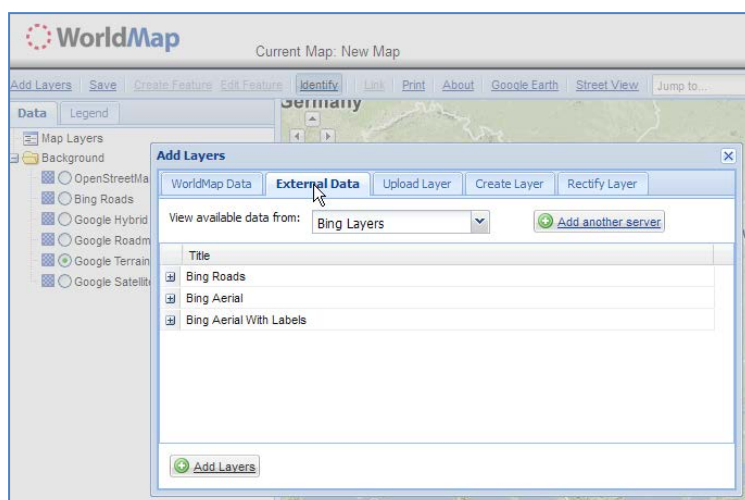 WorldMap
Current Map: New Map
Add Layers Save Create Feature Edit Feature Identify Link Print About Google Earth Street View Jump to...
Data Legend
Germany
Map Layers
Background
OpenStreetMa
Bing Roads
Google Hybrid
Google Roadm
Google Terrain
Google Satellite
Add Layers
WorldMap Data External Data Upload Layer Create Layer Rectify Layer
View available data from: Bing Layers Add another server
Title
Bing Roads
Bing Aerial
Bing Aerial With Labels
Add Layers